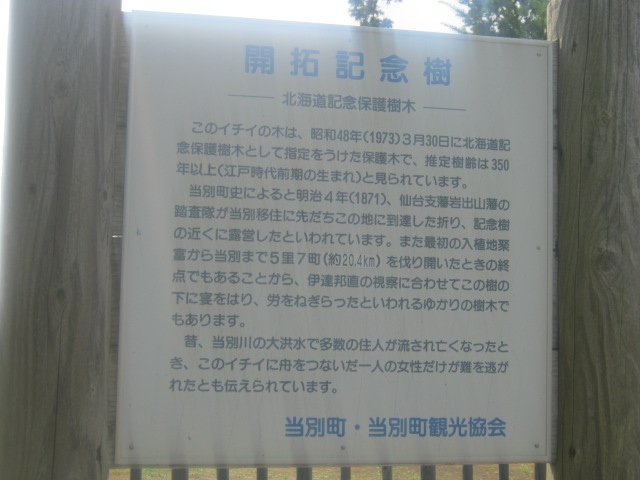 開拓記念樹
北海道記念保護樹木
このイチイの木は、昭和48年(1973)3月30日に北海道記
念保護樹木として指定をうけた保護木で、推定樹齢は350
年以上(江戸時代前期の生まれ)と見られています。
当別町史によると明治4年(1871)、仙台支藩岩出山藩の
踏査隊が当別移住に先だちこの地に到達した折り、記念樹
の近くに露営したといわれています。また最初の入植地聚
富から当別まで5里7町(約20.4km)を伐り開いたときの終
点でもあることから、伊達邦直の視察に合わせてこの樹の
下に宴をはり、労をねぎらったといわれるゆかりの樹木で
もあります。
昔、当別川の大洪水で多数の住人が流され亡くなったと
き、このイチイに舟をつないだ一人の女性だけが難を逃が
れたとも伝えられています。
当別町・当別町観光協会